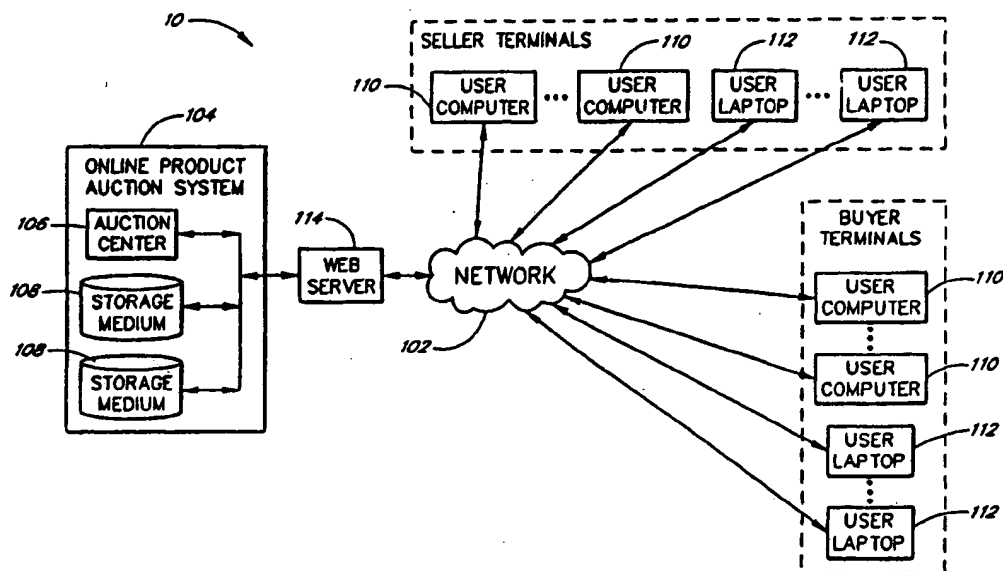 10
SELLER TERMINALS
110
USER
COMPUTER
110
USER
COMPUTER
112
USER
LAPTOP
112
USER
LAPTOP
104
ONLINE PRODUCT
AUCTION SYSTEM
106
AUCTION
CENTER
108
STORAGE
MEDIUM
108
STORAGE
MEDIUM
114
WEB
SERVER
NETWORK
102
BUYER
TERMINALS
110
USER
COMPUTER
110
USER
COMPUTER
112
USER
LAPTOP
112
USER
LAPTOP